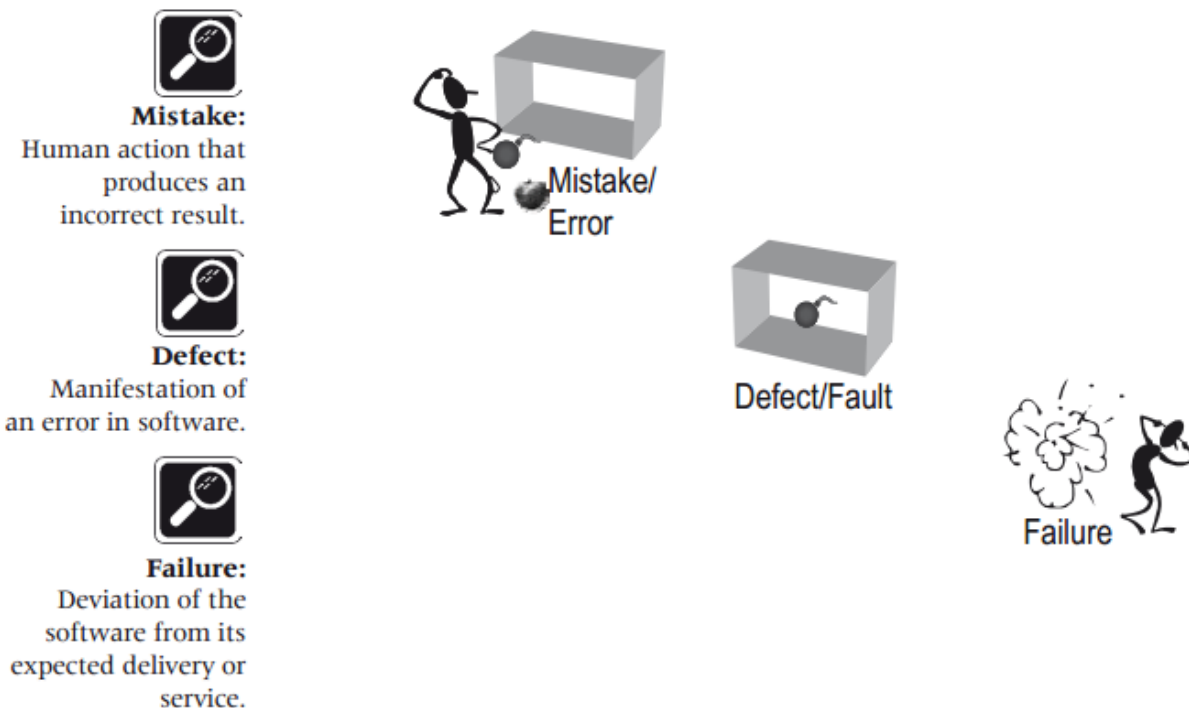 Mistake:
Human action that
produces an
incorrect result.
Defect:
Manifestation of
an error in software.
Failure:
Deviation of the
software from its
expected delivery or
service.
Mistake/
Error
Defect/Fault
Failure